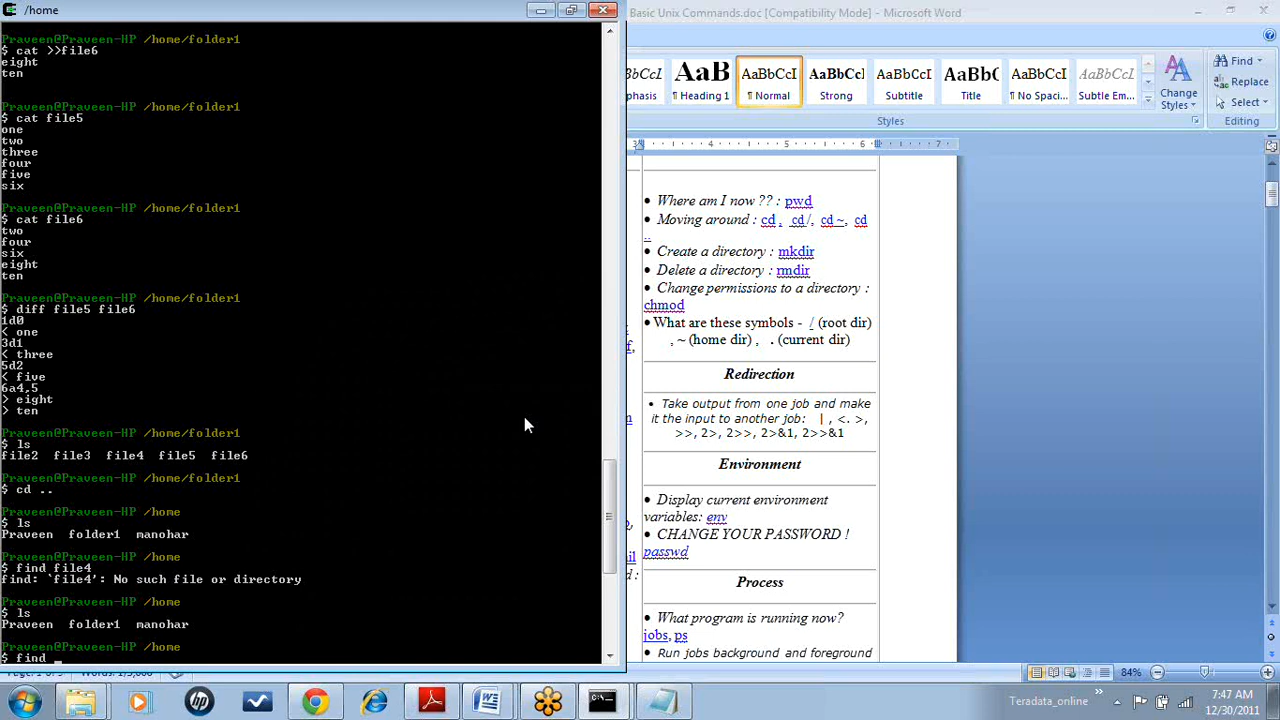 /home
Praveen@Praveen-HP /home/folder1
$ cat >>file6
eight
ten
Praveen@Praveen-HP /home/folder1
$ cat file5
one
two
three
four
five
six
Praveen@Praveen-HP /home/folder1
$ cat file6
two
four
six
eight
ten
Praveen@Praveen-HP /home/folder1
$ diff file5 file6
1d0
< one
3d1
< three
5d2
< five
6a4,5
> eight
> ten
Praveen@Praveen-HP /home/folder1
$ ls
file2 file3 file4 file5 file6
Praveen@Praveen-HP /home/folder1
$ cd ..
Praveen@Praveen-HP /home
$ ls
Praveen folder1 manohar
Praveen@Praveen-HP /home
$ find file4
find: `file4': No such file or directory
Praveen@Praveen-HP /home
$ ls
Praveen folder1 manohar
Praveen@Praveen-HP /home
$ find _
Basic Unix Commands.doc [Compatibility Mode] - Microsoft Word
AaBbCcI AaB AaBbCcI AaBbCc AaBbCcI AaBbC AaBbCcI AaBbCcI
phasis ¶ Heading 1 ¶ Normal Strong Subtitle Title ¶ No Spaci... Subtle Em...
Change Styles
Find
Replace
Select
Styles
Editing
4 5 6 7
• Where am I now ?? : pwd
• Moving around : cd , cd /, cd ~, cd
..
• Create a directory : mkdir
• Delete a directory : rmdir
• Change permissions to a directory :
chmod
• What are these symbols - / (root dir)
, ~ (home dir) , . (current dir)
Redirection
• Take output from one job and make
it the input to another job: | , <. >,
>>, 2>, 2>>, 2>&1, 2>>&1
Environment
• Display current environment
variables: env
• CHANGE YOUR PASSWORD !
passwd
Process
• What program is running now?
jobs, ps
• Run jobs background and foreground
84%
Teradata_online
7:47 AM
12/30/2011